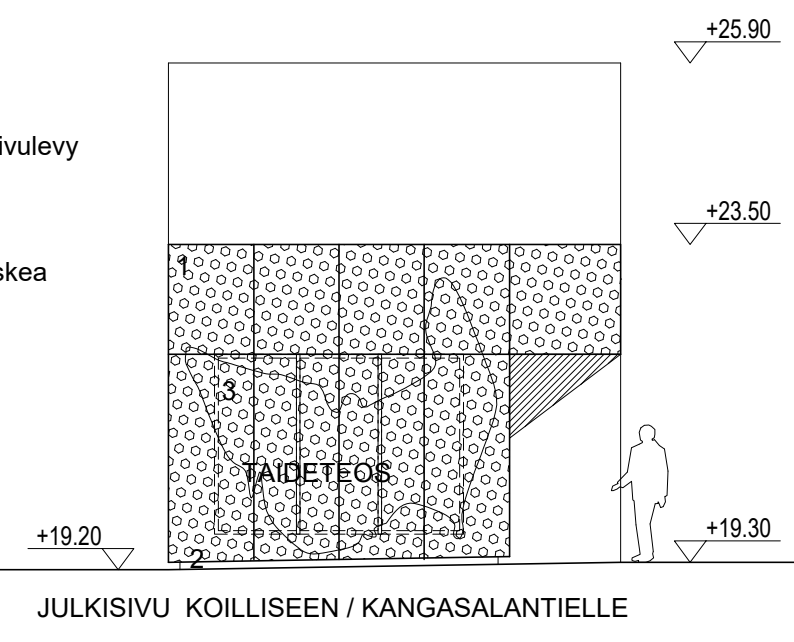 +25.90
ivulevy
+23.50
1
skea
3
TAIDETEOS
+19.20
+19.30
2
JULKISIVU KOILLISEEN / KANGASALANTIELLE